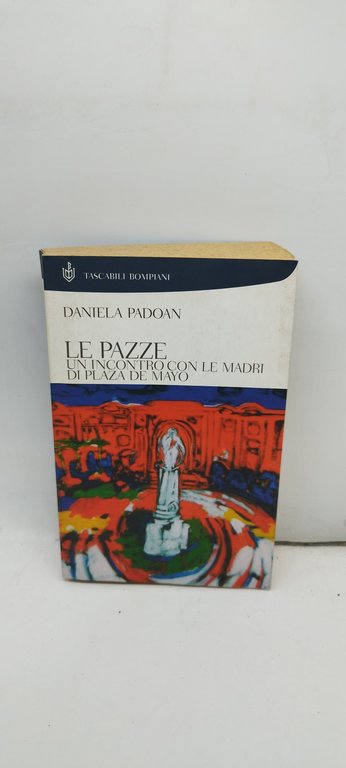 TASCABILI BOMPIANI
DANIELA PADOAN
LE PAZZE
UN INCONTRO CON LE MADRI
DI PLAZA DE MAYO